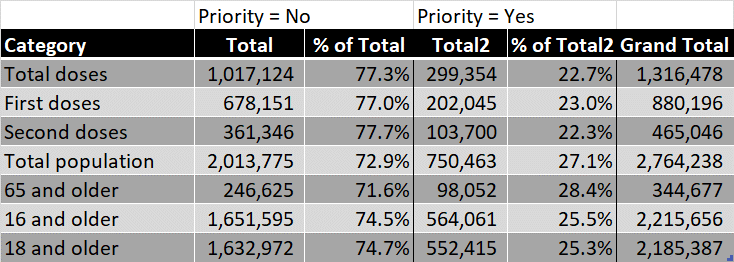 Priority = No Priority = Yes
Category Total % of Total Total2 % of Total2 Grand Total
Total doses 1,017,124 77.3% 299,354 22.7% 1,316,478
First doses 678,151 77.0% 202,045 23.0% 880,196
Second doses 361,346 77.7% 103,700 22.3% 465,046
Total population 2,013,775 72.9% 750,463 27.1% 2,764,238
65 and older 246,625 71.6% 98,052 28.4% 344,677
16 and older 1,651,595 74.5% 564,061 25.5% 2,215,656
18 and older 1,632,972 74.7% 552,415 25.3% 2,185,387